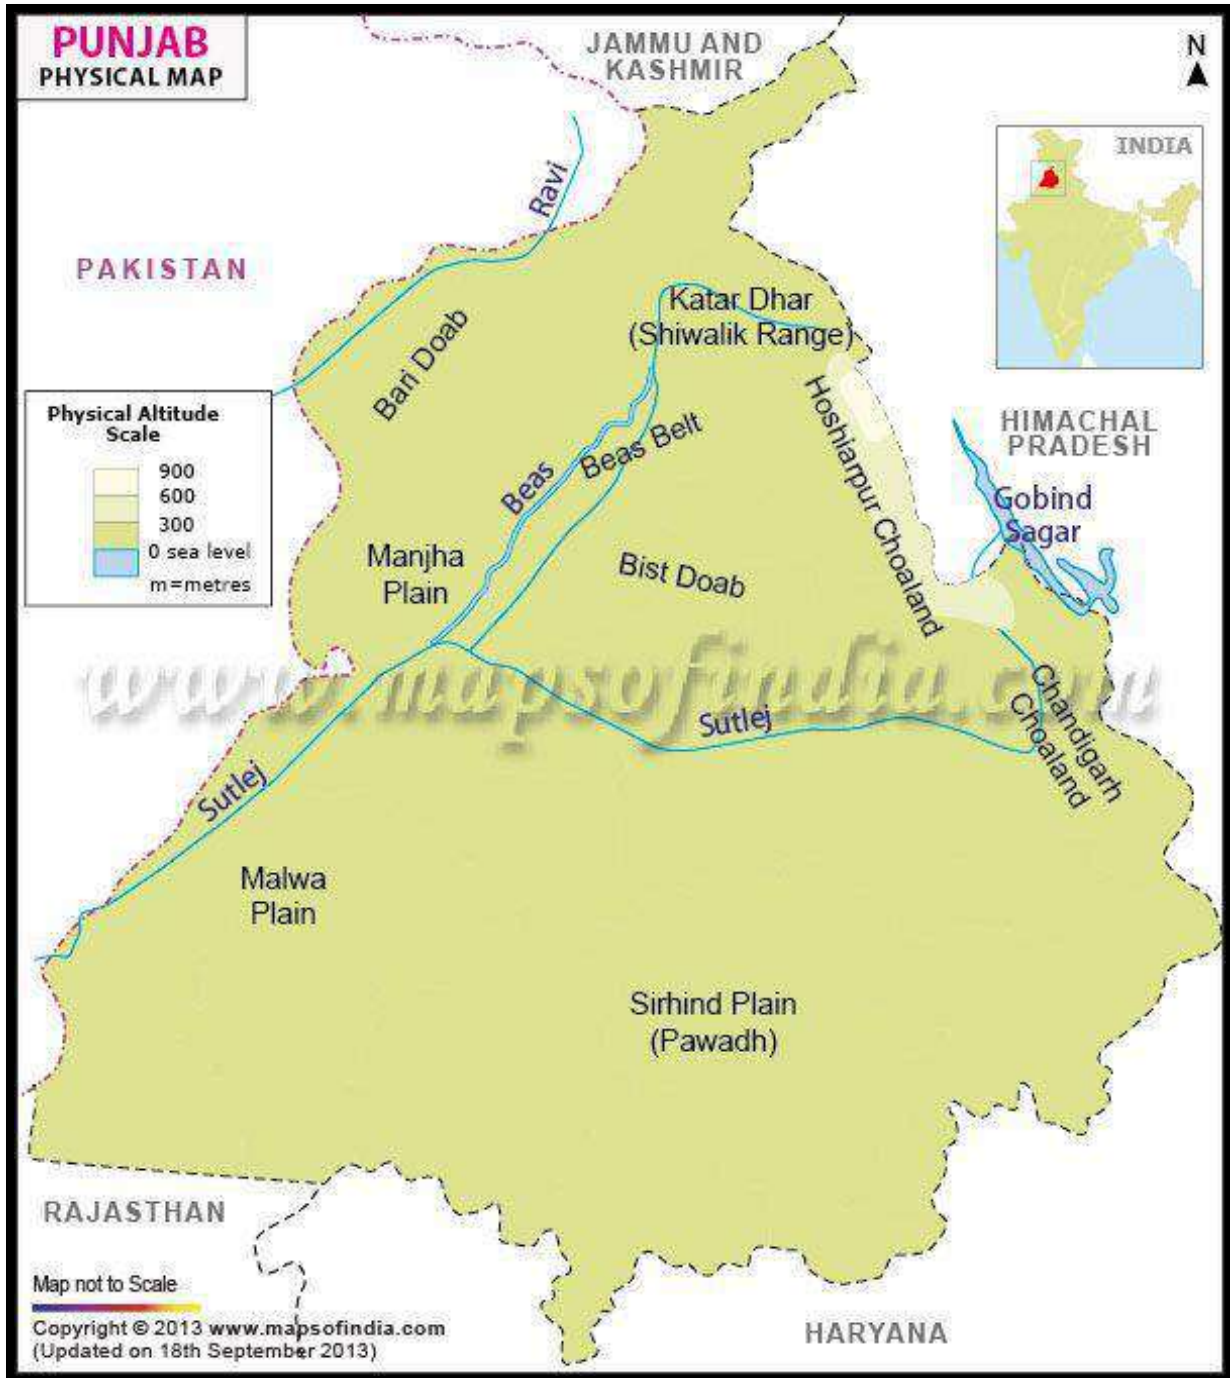 PUNJAB
PHYSICAL MAP
JAMMU AND
KASHMIR
N
INDIA
Ravi
PAKISTAN
Katar Dhar
(Shiwalik Range)
Bari Doab
Physical Altitude
Scale
900
600
300
0 sea level
m=metres
HIMACHAL
PRADESH
Hoshiarpur Choaland
Beas Belt
Beas
Gobind
Sagar
Manjha
Plain
Bist Doab
www.mapsofindia.com
Chandigarh
Choaland
Sutlej
Sutlej
Malwa
Plain
Sirhind Plain
(Pawadh)
RAJASTHAN
Map not to Scale
Copyright © 2013 www.mapsofindia.com
(Updated on 18th September 2013)
HARYANA